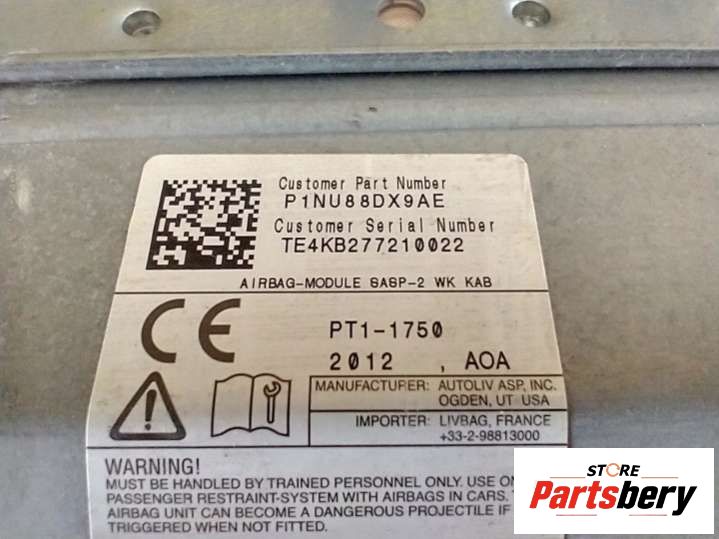 Customer Part Number
P1NU88DX9AE
Customer Serial Number
TE4KB277210022
AIRBAG-MODULE SASP-2 WK KAB
CE
PT1-1750
2012 , AOA
MANUFACTURER: AUTOLIV ASP, INC.
OGDEN, UT USA
IMPORTER: LIVBAG, FRANCE
+33-2-98813000
WARNING!
MUST BE HANDLED BY TRAINED PERSONNEL ONLY. USE
PASSENGER RESTRAINT-SYSTEM WITH AIRBAGS IN CARS.
AIRBAG UNIT CAN BECOME A DANGEROUS PROJECTILE IF
TRIGGERED WHEN NOT FITTED.
STORE
Partsbery